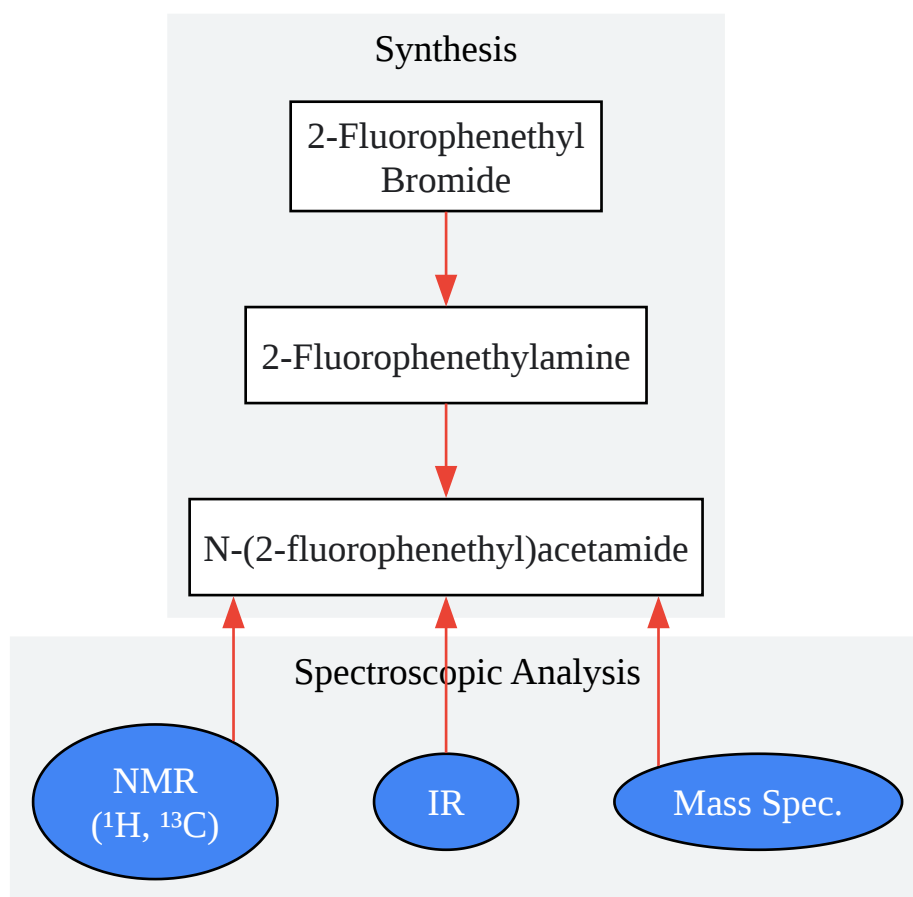 Synthesis
2-Fluorophenethyl
Bromide
2-Fluorophenethylamine
N-(2-fluorophenethyl)acetamide
Spectroscopic Analysis
NMR
(¹H, ¹³C)
IR
Mass Spec.